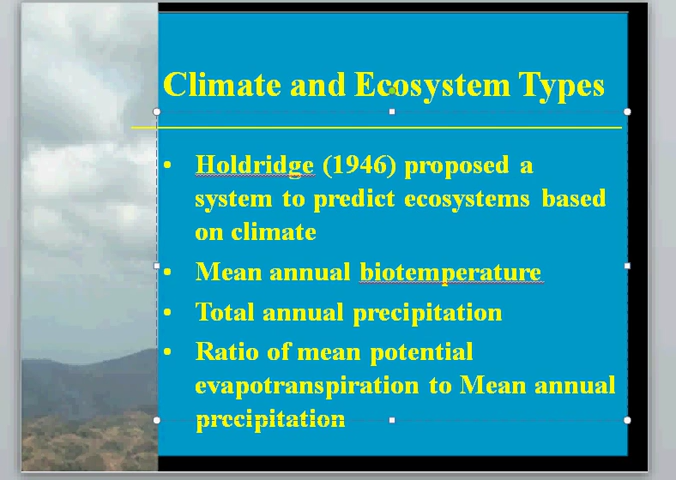 Climate and Ecosystem Types
• Holdridge (1946) proposed a
system to predict ecosystems based
on climate
• Mean annual biotemperature
• Total annual precipitation
• Ratio of mean potential
evapotranspiration to Mean annual
precipitation